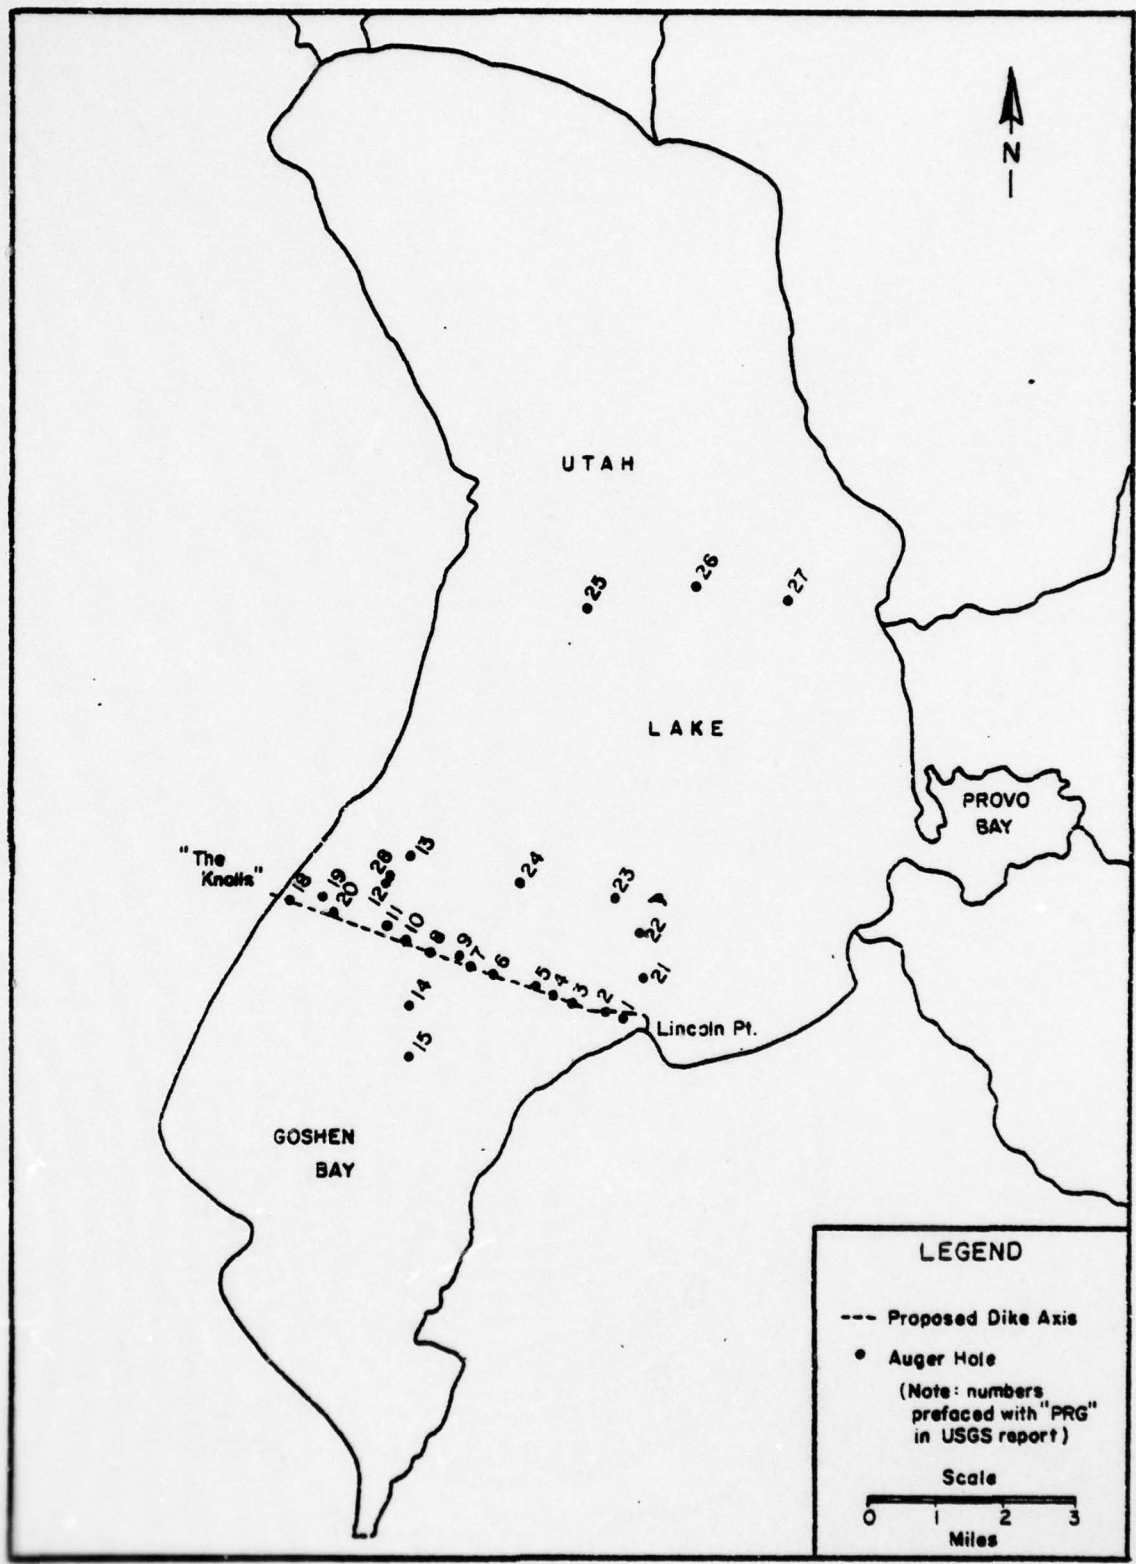 N
UTAH
25
26
27
LAKE
PROVO
BAY
"The
Knolls"
18
19
20
12
28
13
24
23
22
21
11
10
8
9
7
6
5
4
3
2
1
Lincoln Pt.
14
15
GOSHEN
BAY
LEGEND
--- Proposed Dike Axis
• Auger Hole
(Note: numbers
prefaced with "PRG"
in USGS report)
Scale
0 1 2 3
Miles